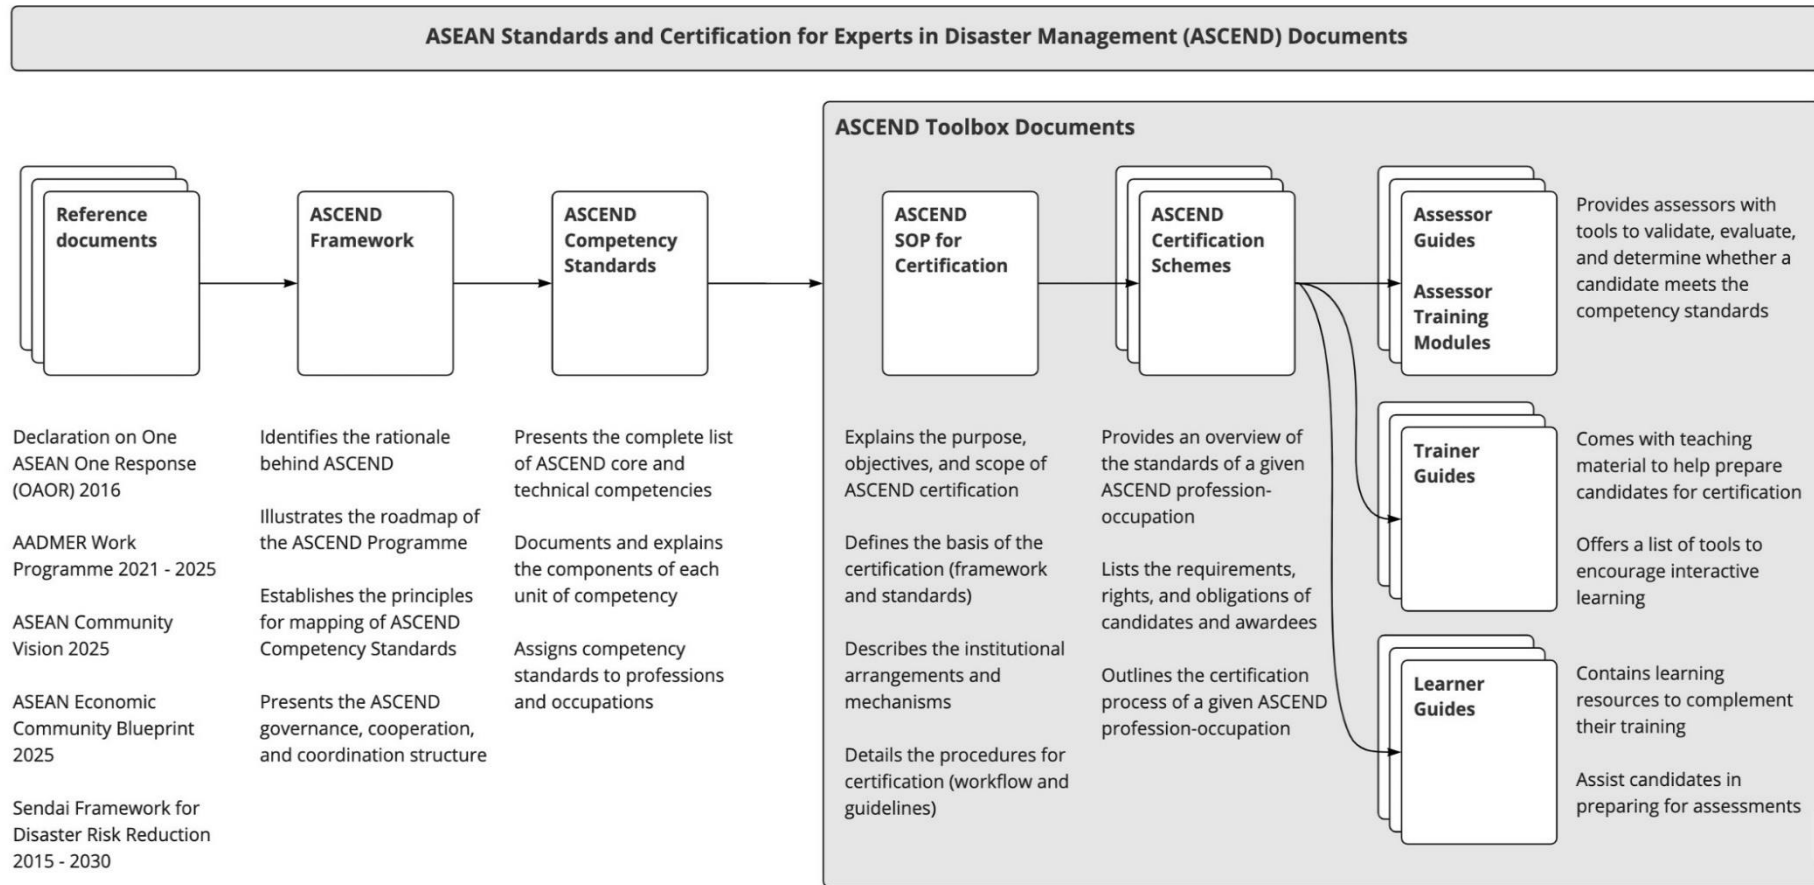 ASEAN Standards and Certification for Experts in Disaster Management (ASCEND) Documents
ASCEND Toolbox Documents
Reference
documents
ASCEND
Framework
ASCEND
Competency
Standards
ASCEND
SOP for
Certification
ASCEND
Certification
Schemes
Assessor
Guides
Assessor
Training
Modules
Provides assessors with
tools to validate, evaluate,
and determine whether a
candidate meets the
competency standards
Declaration on One
ASEAN One Response
(OAOR) 2016
AADMER Work
Programme 2021 - 2025
ASEAN Community
Vision 2025
ASEAN Economic
Community Blueprint
2025
Sendai Framework for
Disaster Risk Reduction
2015 - 2030
Identifies the rationale
behind ASCEND
Illustrates the roadmap of
the ASCEND Programme
Establishes the principles
for mapping of ASCEND
Competency Standards
Presents the ASCEND
governance, cooperation,
and coordination structure
Presents the complete list
of ASCEND core and
technical competencies
Documents and explains
the components of each
unit of competency
Assigns competency
standards to professions
and occupations
Explains the purpose,
objectives, and scope of
ASCEND certification
Defines the basis of the
certification (framework
and standards)
Describes the institutional
arrangements and
mechanisms
Details the procedures for
certification (workflow and
guidelines)
Provides an overview of
the standards of a given
ASCEND profession-
occupation
Lists the requirements,
rights, and obligations of
candidates and awardees
Outlines the certification
process of a given ASCEND
profession-occupation
Trainer
Guides
Comes with teaching
material to help prepare
candidates for certification
Offers a list of tools to
encourage interactive
learning
Learner
Guides
Contains learning
resources to complement
their training
Assist candidates in
preparing for assessments